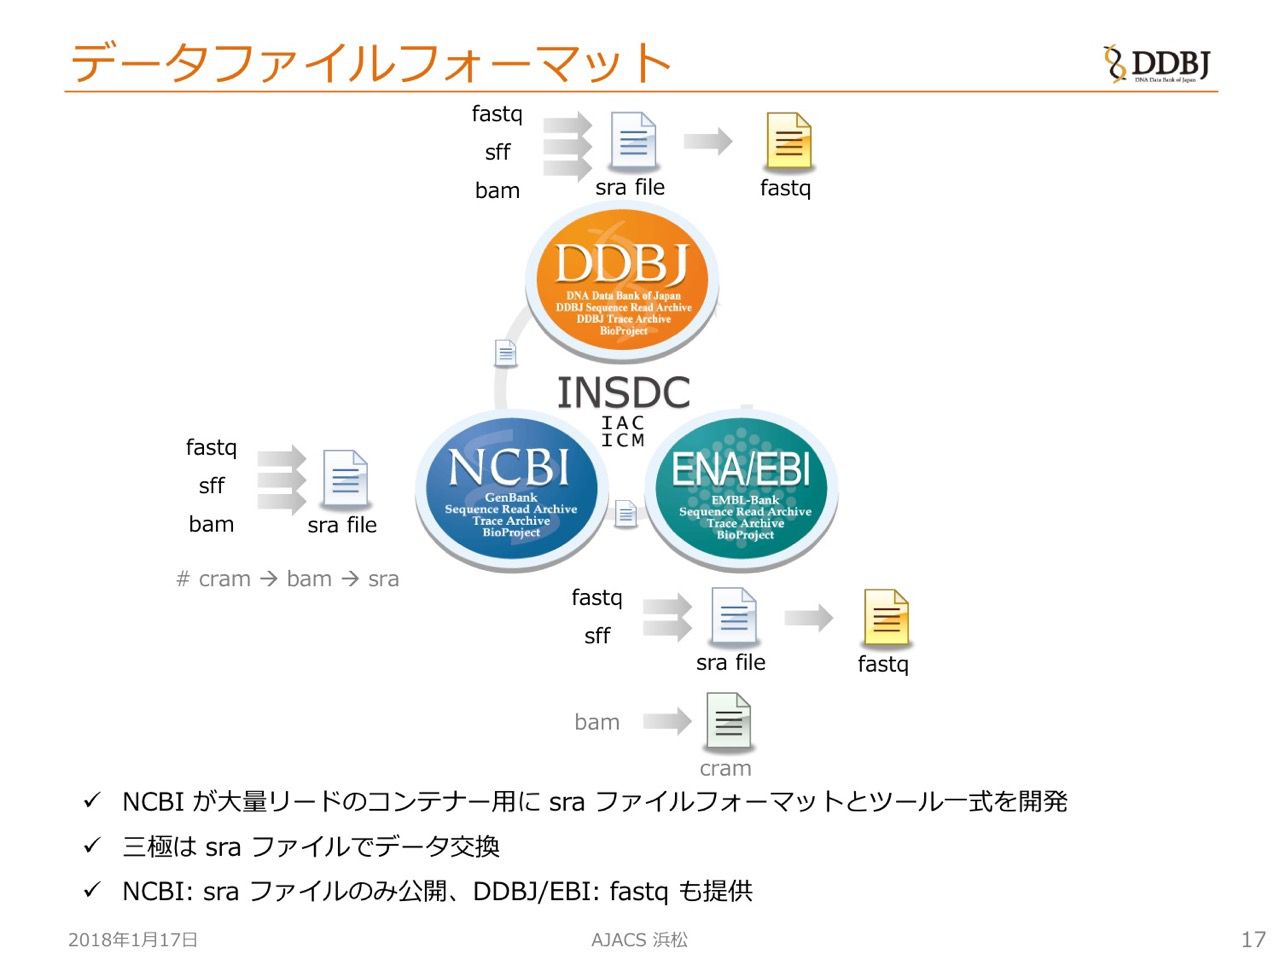 データファイルフォーマット
DDBJ
DNA Data Bank of Japan
fastq
sff
bam
sra file
fastq
DDBJ
DNA Data Bank of Japan
DDBJ Sequence Read Archive
DDBJ Trace Archive
BioProject
INSDC
IAC
ICM
fastq
sff
bam
sra file
# cram → bam → sra
NCBI
GenBank
Sequence Read Archive
Trace Archive
BioProject
ENA/EBI
EMBL-Bank
Sequence Read Archive
Trace Archive
BioProject
fastq
sff
sra file
fastq
bam
cram
✓ NCBI が大量リードのコンテナー用に sra ファイルフォーマットとツール一式を開発
✓ 三極は sra ファイルでデータ交換
✓ NCBI: sra ファイルのみ公開、DDBJ/EBI: fastq も提供
2018年1月17日
AJACS 浜松
17